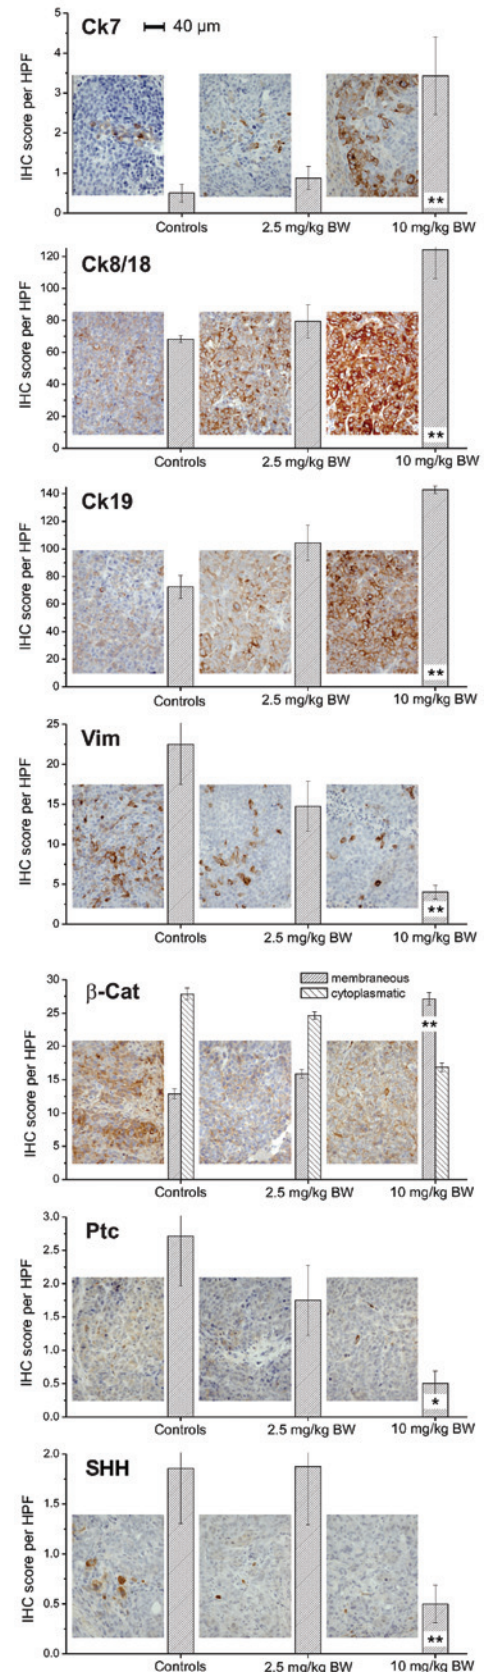 Ck7 40 µm
IHC score per HPF
5
4
3
2
1
0
**
Controls 2.5 mg/kg BW 10 mg/kg BW
Ck8/18
IHC score per HPF
120
100
80
60
40
20
0
**
Controls 2.5 mg/kg BW 10 mg/kg BW
Ck19
IHC score per HPF
140
120
100
80
60
40
20
0
**
Controls 2.5 mg/kg BW 10 mg/kg BW
Vim
IHC score per HPF
25
20
15
10
5
0
**
Controls 2.5 mg/kg BW 10 mg/kg BW
β-Cat
membraneous
cytoplasmatic
IHC score per HPF
30
25
20
15
10
5
0
**
Controls 2.5 mg/kg BW 10 mg/kg BW
Ptc
IHC score per HPF
3.0
2.5
2.0
1.5
1.0
0.5
0.0
*
Controls 2.5 mg/kg BW 10 mg/kg BW
SHH
IHC score per HPF
2.0
1.5
1.0
0.5
0.0
**
Controls 2.5 mg/kg BW 10 mg/kg BW